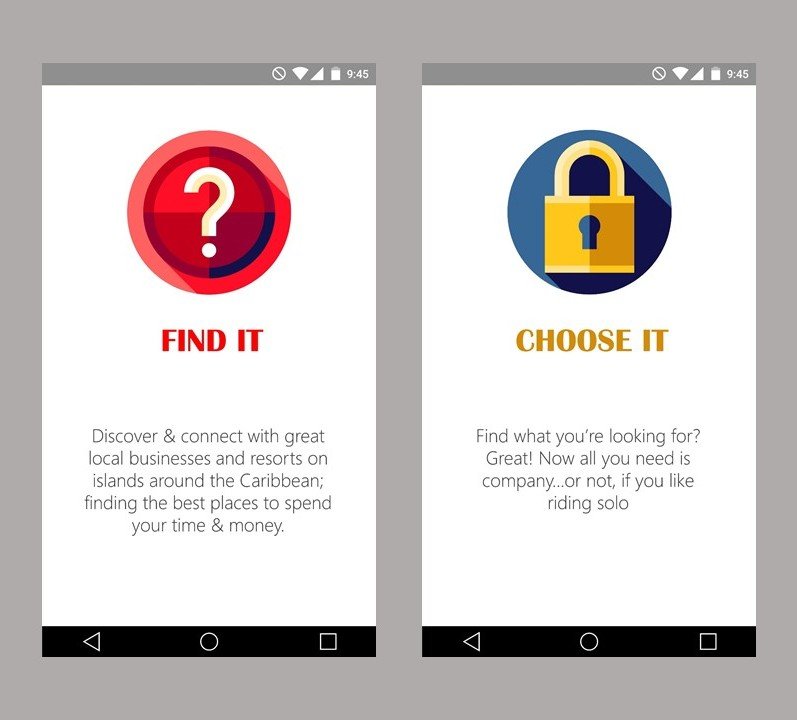 9:45
FIND IT
Discover & connect with great
local businesses and resorts on
islands around the Caribbean;
finding the best places to spend
your time & money.
9:45
CHOOSE IT
Find what you’re looking for?
Great! Now all you need is
company...or not, if you like
riding solo